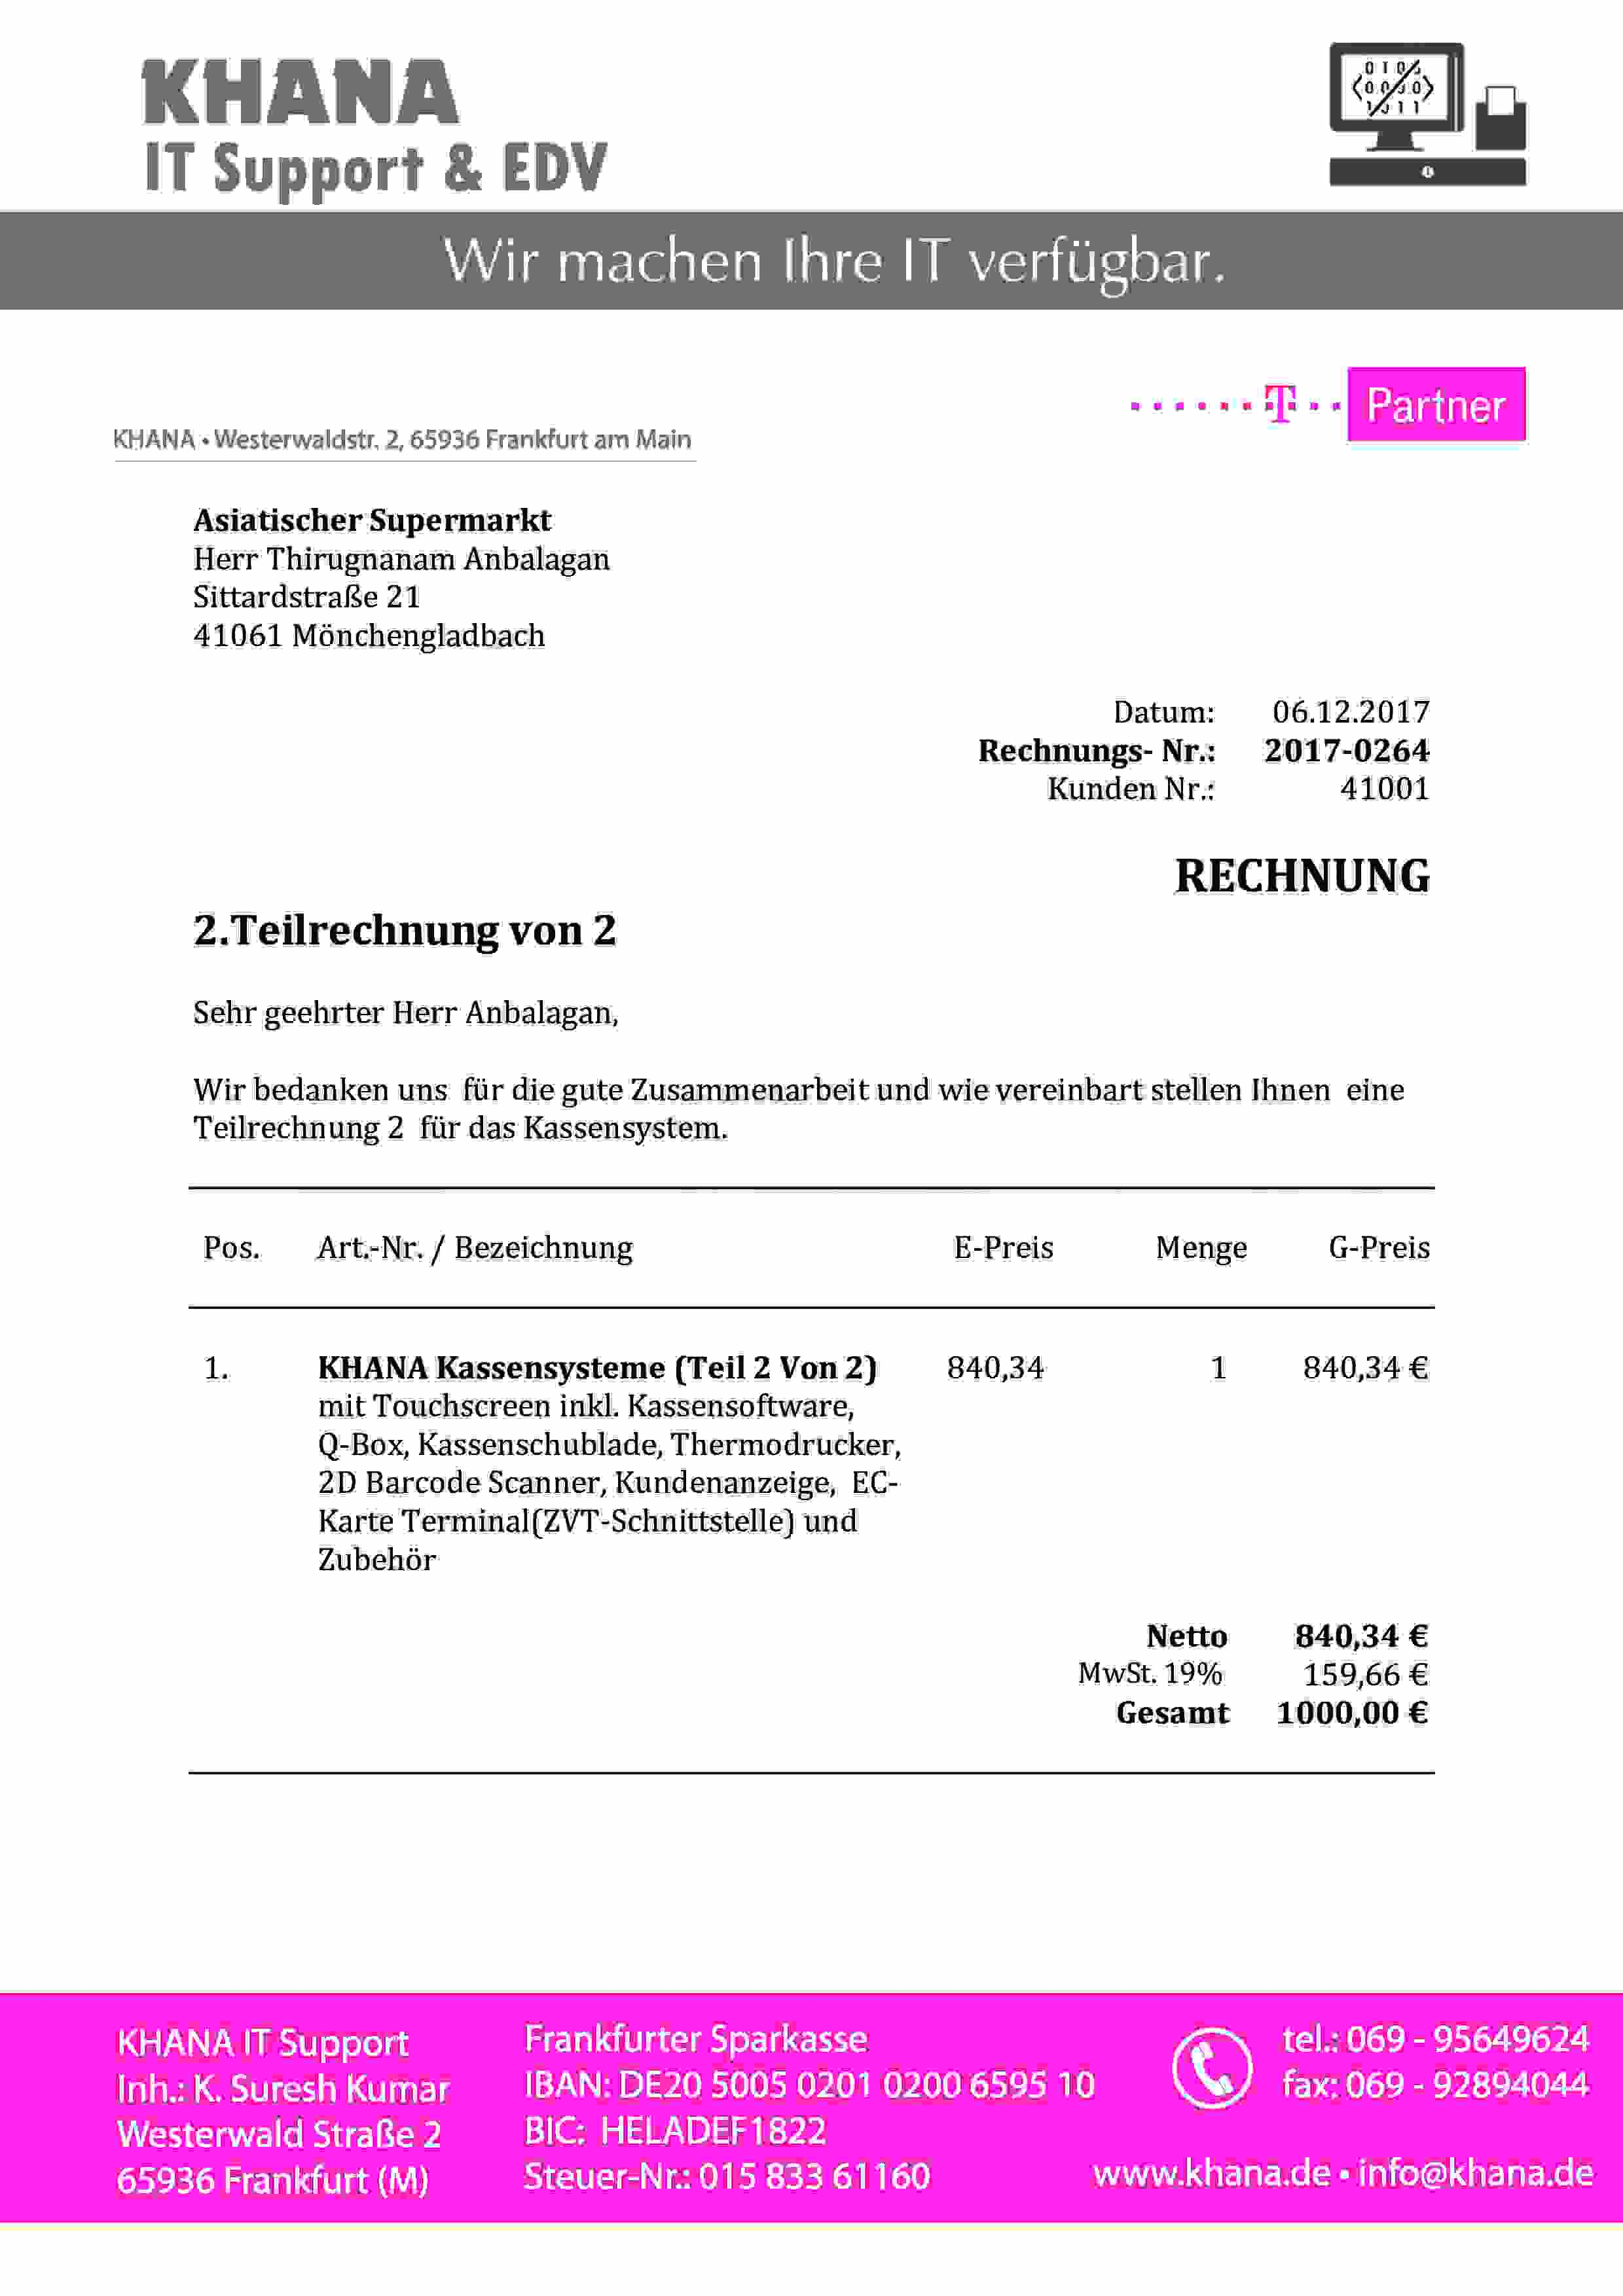 KHANA
IT Support & EDV
Wir machen Ihre IT verfügbar.
T Partner
KHANA • Westerwaldstr. 2, 65936 Frankfurt am Main
Asiatischer Supermarkt
Herr Thirugnanam Anbalagan
Sittardstraße 21
41061 Mönchengladbach
Datum: 06.12.2017
Rechnungs- Nr.: 2017-0264
Kunden Nr.: 41001
RECHNUNG
2.Teilrechnung von 2
Sehr geehrter Herr Anbalagan,
Wir bedanken uns für die gute Zusammenarbeit und wie vereinbart stellen Ihnen eine
Teilrechnung 2 für das Kassensystem.
Pos. Art.-Nr. / Bezeichnung E-Preis Menge G-Preis
1. KHANA Kassensysteme (Teil 2 Von 2) 840,34 1 840,34 €
mit Touchscreen inkl. Kassensoftware,
Q-Box, Kassenschublade, Thermodrucker,
2D Barcode Scanner, Kundenanzeige, EC-
Karte Terminal(ZVT-Schnittstelle) und
Zubehör
Netto 840,34 €
MwSt. 19% 159,66 €
Gesamt 1000,00 €
KHANA IT Support
Inh.: K. Suresh Kumar
Westerwald Straße 2
65936 Frankfurt (M)
Frankfurter Sparkasse
IBAN: DE20 5005 0201 0200 6595 10
BIC: HELADEF1822
Steuer-Nr.: 015 833 61160
tel.: 069 - 95649624
fax: 069 - 92894044
www.khana.de • info@khana.de